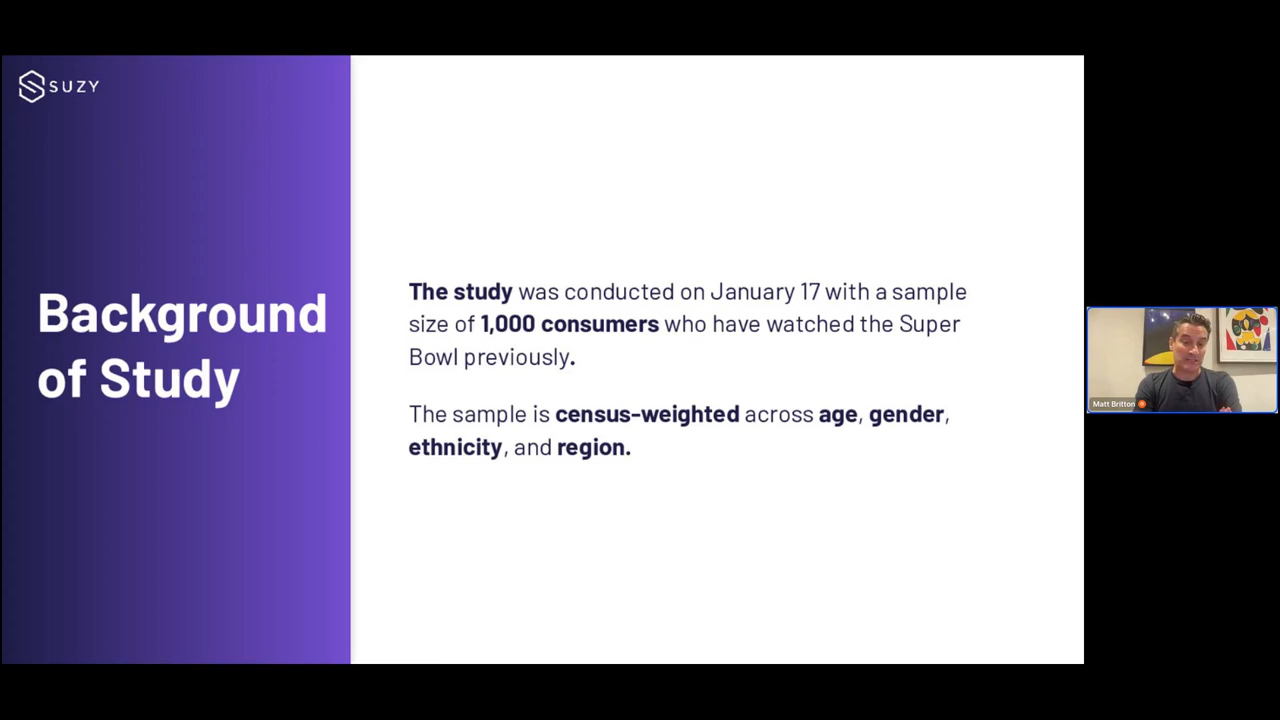 SUZY
Background
of Study
The study was conducted on January 17 with a sample
size of 1,000 consumers who have watched the Super
Bowl previously.
The sample is census-weighted across age, gender,
ethnicity, and region.
Matt Britton